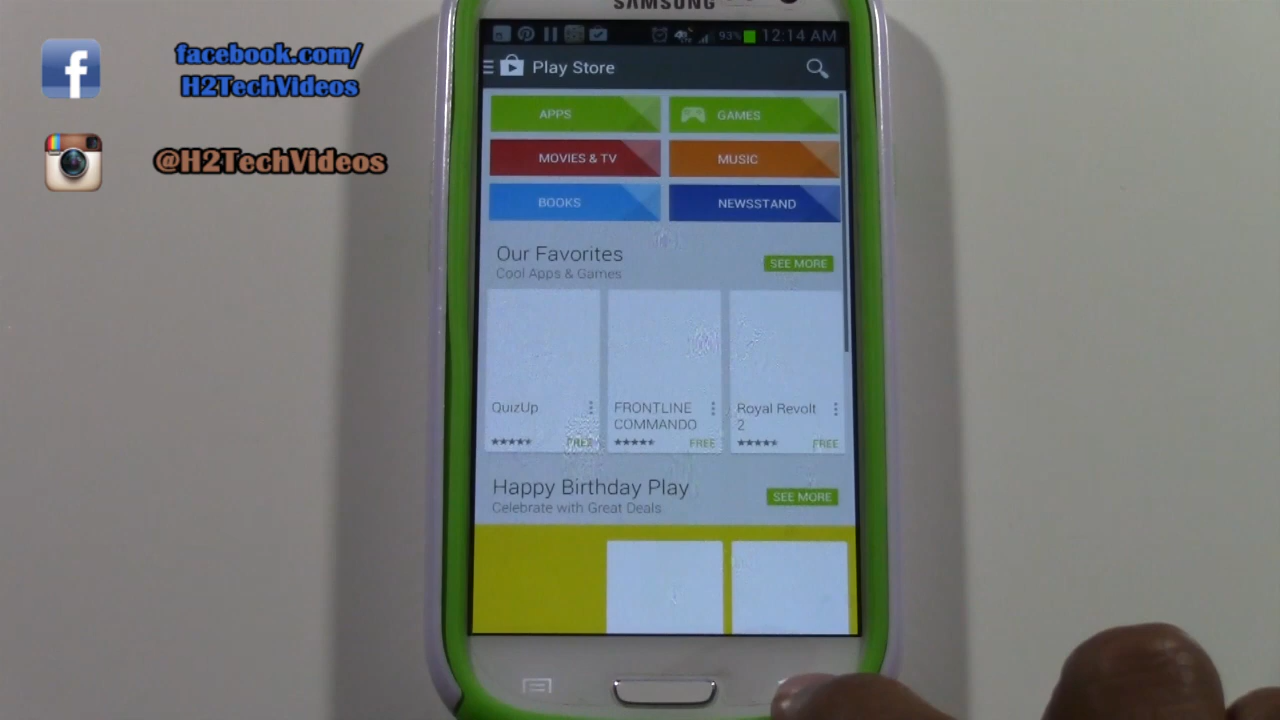 facebook.com/
H2TechVideos
@H2TechVideos
SAMSUNG
93% 12:14 AM
Play Store
APPS
GAMES
MOVIES & TV
MUSIC
BOOKS
NEWSSTAND
Our Favorites
Cool Apps & Games
SEE MORE
QuizUp
FREE
FRONTLINE
COMMANDO
FREE
Royal Revolt
2
FREE
Happy Birthday Play
Celebrate with Great Deals
SEE MORE